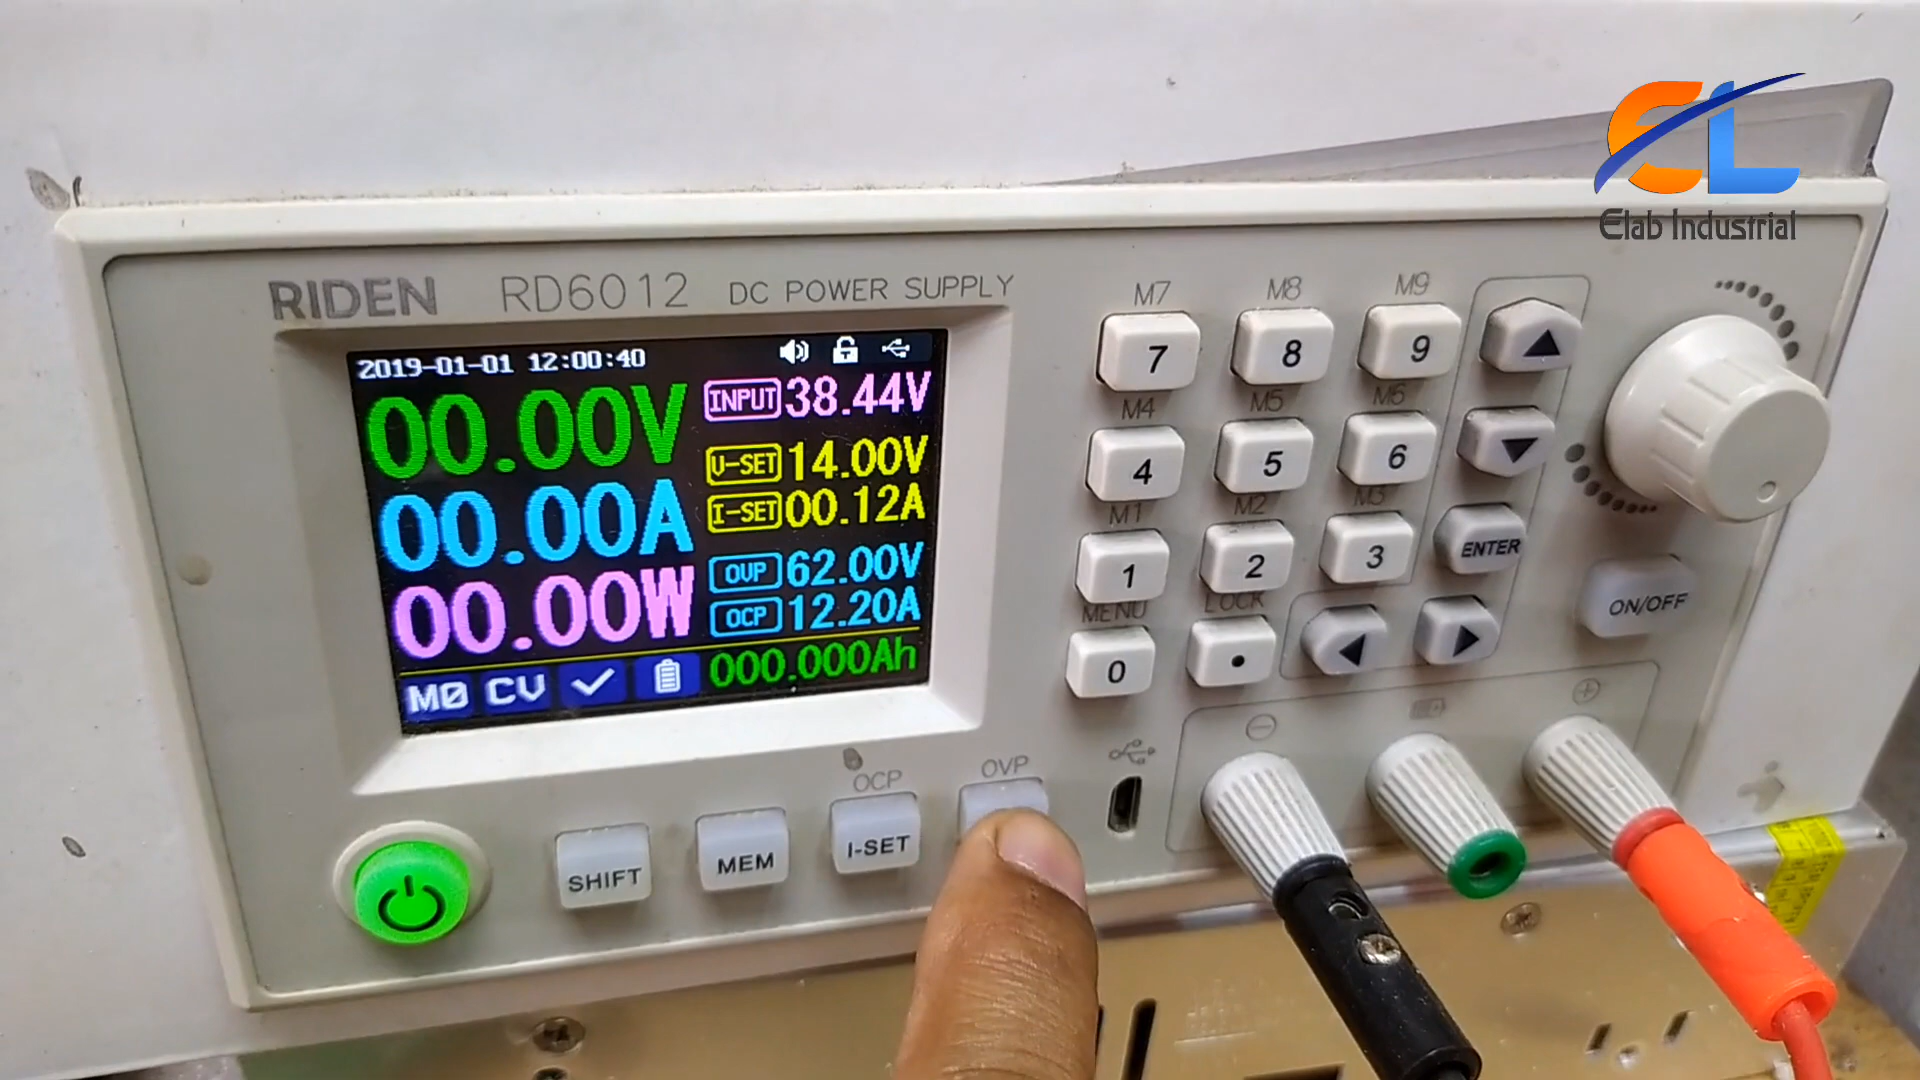 Elab Industrial
RIDEN RD6012 DC POWER SUPPLY
2019-01-01 12:00:40
00.00V
INPUT 38.44V
U-SET 14.00V
00.00A
I-SET 00.12A
OVP 62.00V
00.00W
OCP 12.20A
M0 CV 000.000Ah
M7 M8 M9
7 8 9
M4 M5 M6
4 5 6
M1 M2 M3
1 2 3 ENTER
MENU LOCK
0 .
ON/OFF
OCP OVP
SHIFT MEM I-SET